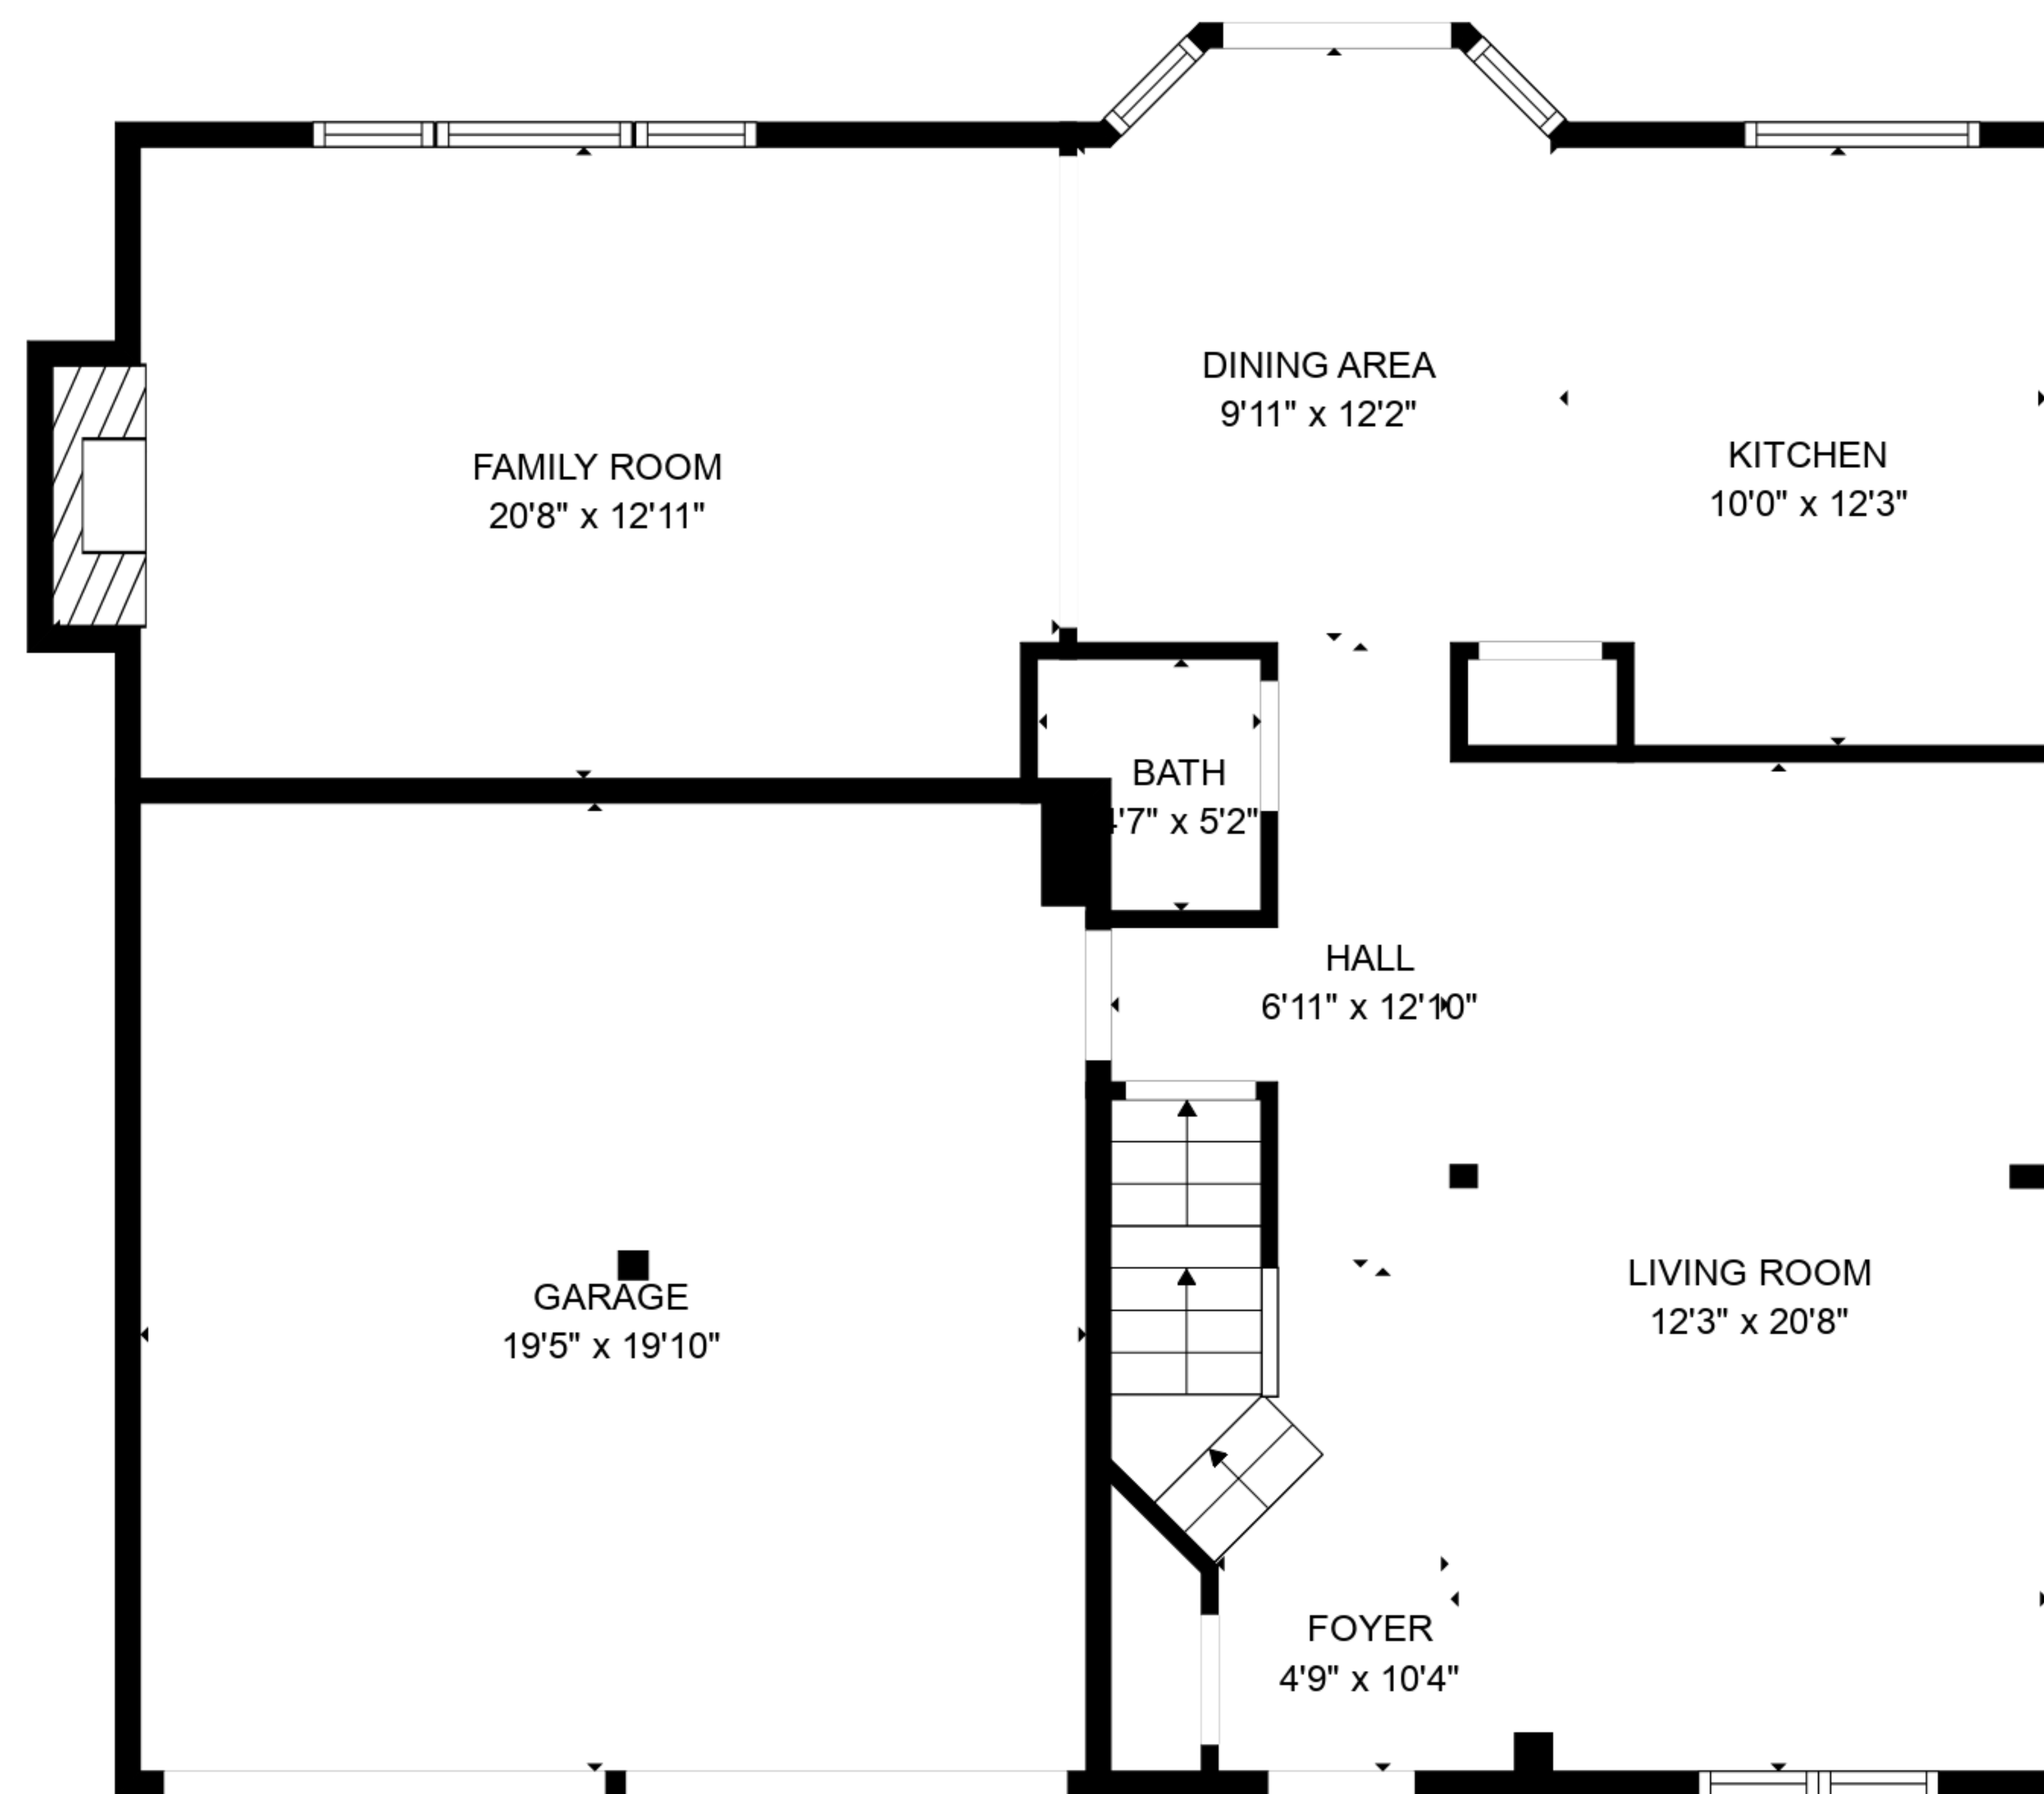 DINING AREA
9'11" x 12'2"
FAMILY ROOM
20'8" x 12'11"
KITCHEN
10'0" x 12'3"
BATH
4'7" x 5'2"
HALL
6'11" x 12'10"
GARAGE
19'5" x 19'10"
LIVING ROOM
12'3" x 20'8"
FOYER
4'9" x 10'4"